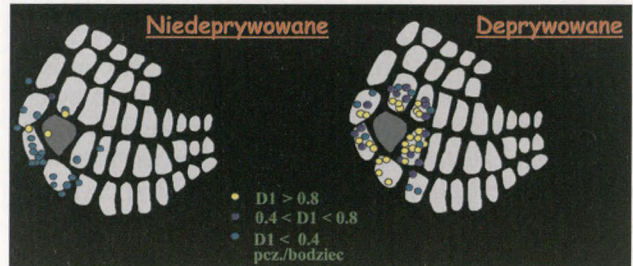 Niedeprywowane
Deprywowane
D1 > 0.8
0.4 < D1 < 0.8
D1 < 0.4
pcz./bodziec